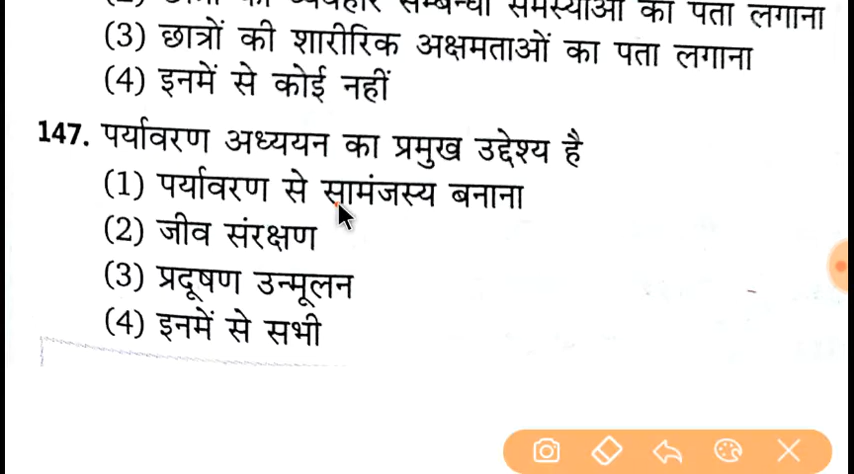 (3) छात्रों की शारीरिक अक्षमताओं का पता लगाना
(4) इनमें से कोई नहीं
147. पर्यावरण अध्ययन का प्रमुख उद्देश्य है
(1) पर्यावरण से सामंजस्य बनाना
(2) जीव संरक्षण
(3) प्रदूषण उन्मूलन
(4) इनमें से सभी